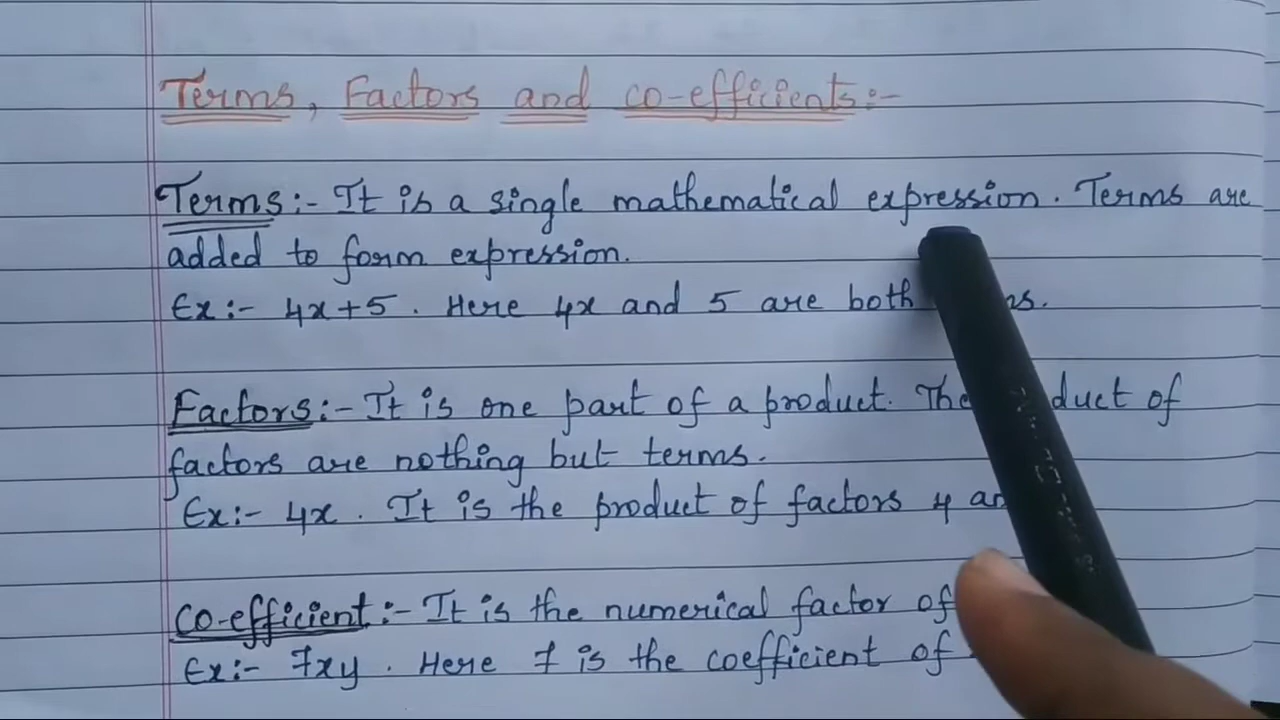 Terms, Factors and co-efficients:-
Terms:- It is a single mathematical expression. Terms are
added to form expression.
Ex:- 4x+5. Here 4x and 5 are both
Factors:- It is one part of a product. The product of
factors are nothing but terms.
Ex:- 4x. It is the product of factors 4
co-efficient:- It is the numerical factor of
Ex:- 7xy. Here 7 is the coefficient of